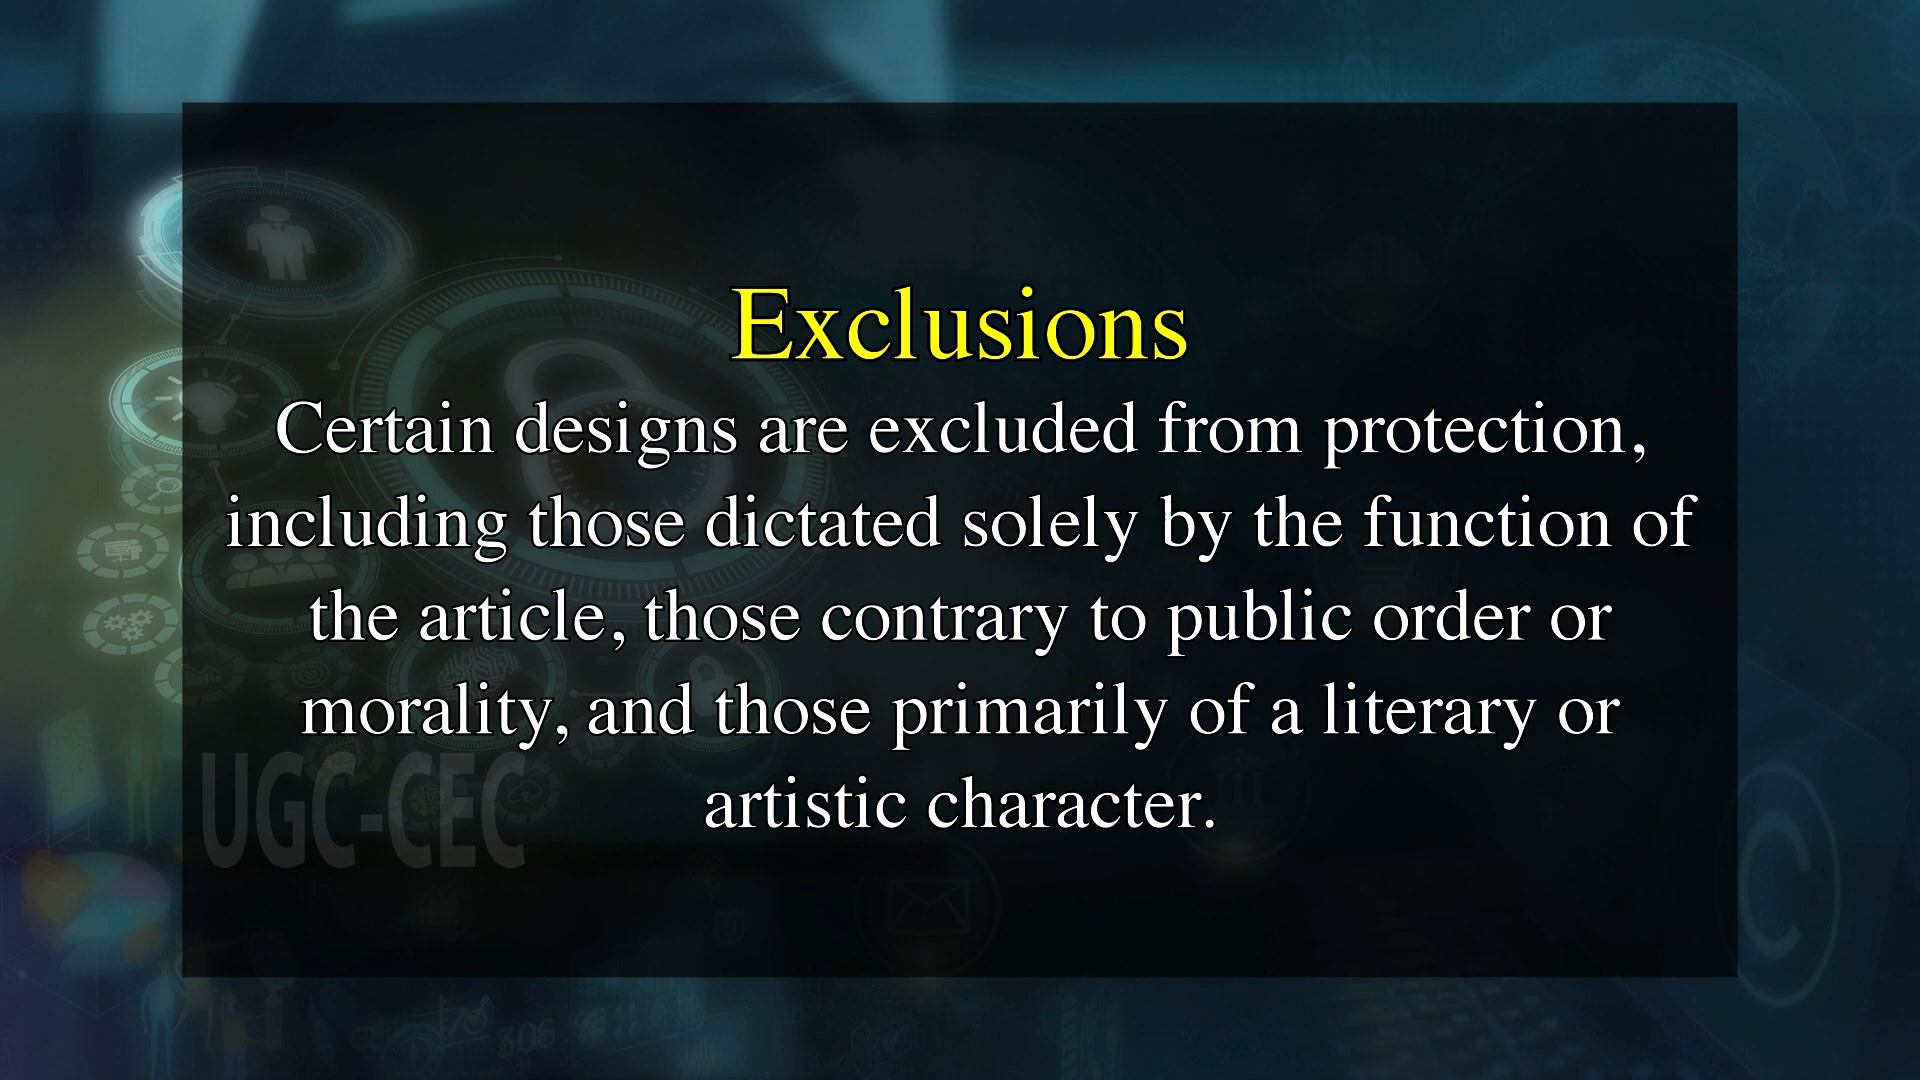 Exclusions
Certain designs are excluded from protection,
including those dictated solely by the function of
the article, those contrary to public order or
morality, and those primarily of a literary or
artistic character.
UGC-CEC
306
C